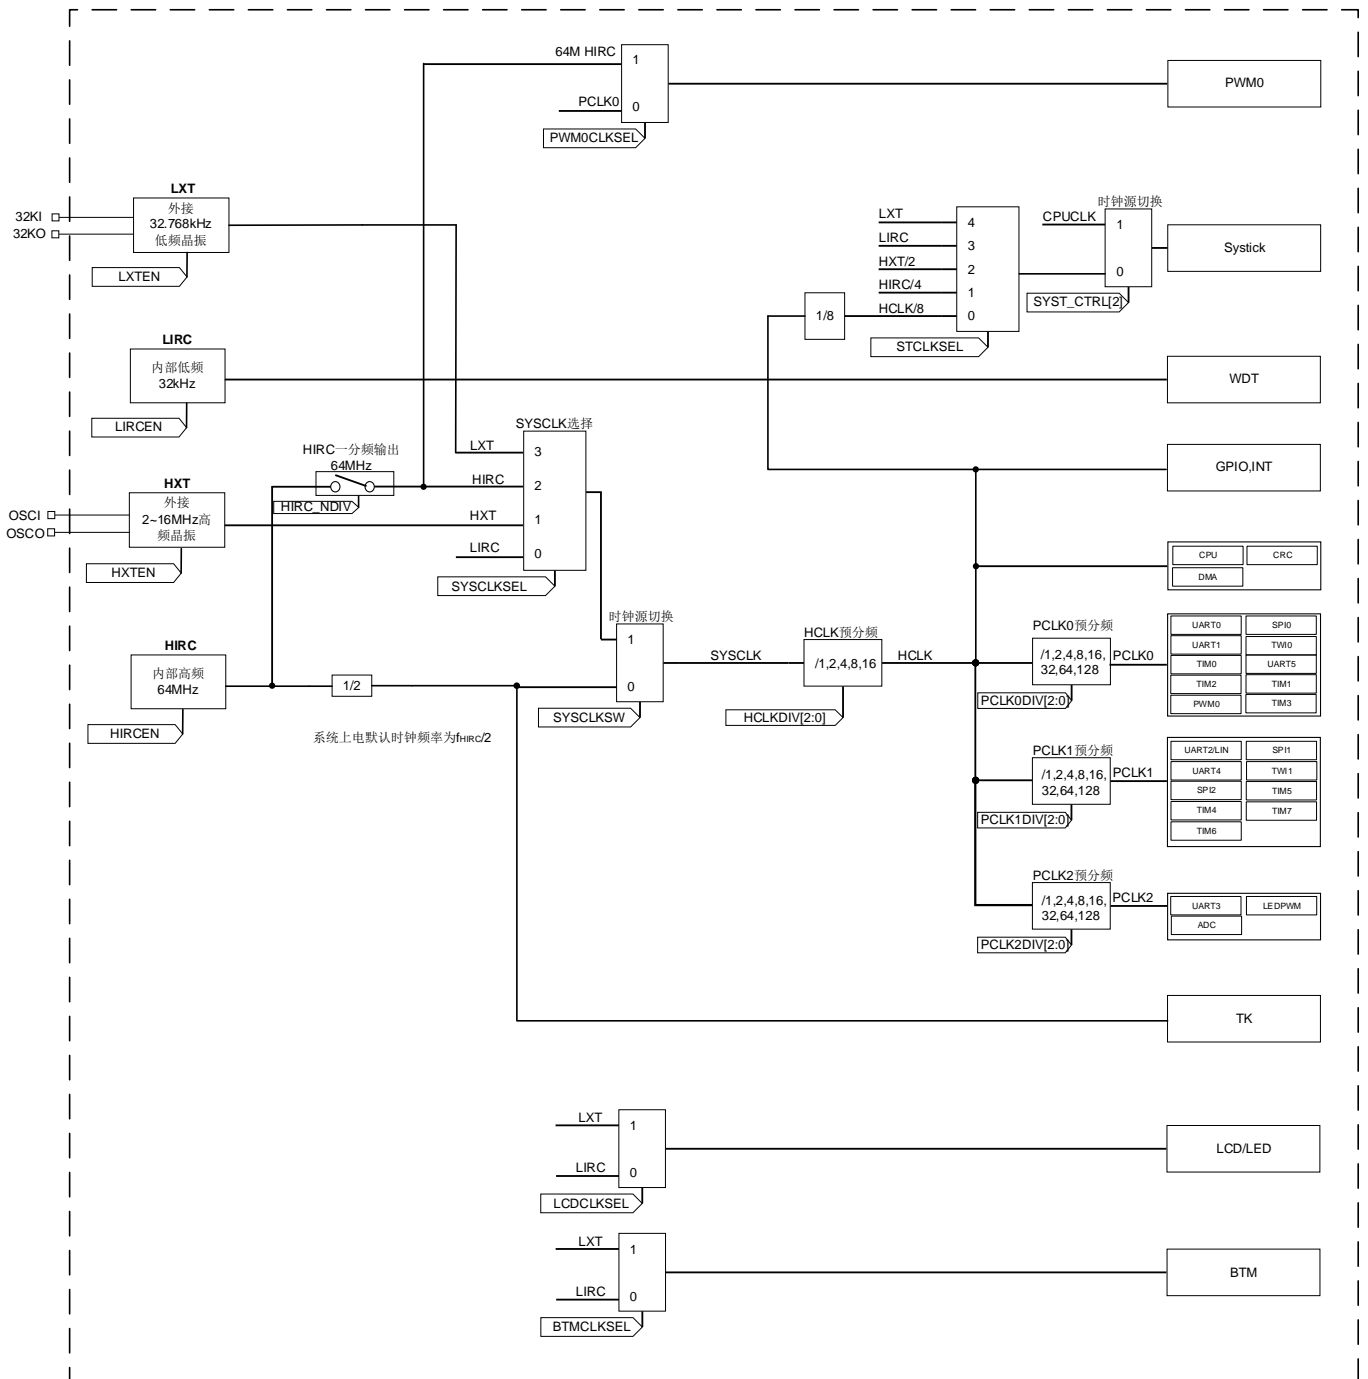 64M HIRC
1
PCLK0
0
PWM0CLKSEL
PWM0
LXT
外接
32.768kHz
低频晶振
32KI
32KO
LXTEN
LXT
4
LIRC
3
HXT/2
2
HIRC/4
1
HCLK/8
0
1/8
STCLKSEL
时钟源切换
CPUCLK
1
0
SYST_CTRL[2]
Systick
LIRC
内部低频
32kHz
LIRCEN
WDT
SYSCLK选择
LXT
3
HIRC
2
HXT
1
LIRC
0
SYSCLKSEL
HIRC一分频输出
64MHz
HIRC_NDIV
GPIO,INT
HXT
外接
2~16MHz高
频晶振
OSCI
OSCO
HXTEN
CPU
CRC
DMA
时钟源切换
1
0
SYSCLKSW
HIRC
内部高频
64MHz
HIRCEN
1/2
系统上电默认时钟频率为fHIRC/2
SYSCLK
HCLK预分频
/1,2,4,8,16
HCLKDIV[2:0]
HCLK
PCLK0预分频
/1,2,4,8,16,
32,64,128
PCLK0
PCLK0DIV[2:0]
UART0
SPI0
UART1
TWI0
TIM0
UART5
TIM2
TIM1
PWM0
TIM3
PCLK1预分频
/1,2,4,8,16,
32,64,128
PCLK1
PCLK1DIV[2:0]
UART2/LIN
SPI1
UART4
TWI1
SPI2
TIM5
TIM4
TIM7
TIM6
PCLK2预分频
/1,2,4,8,16,
32,64,128
PCLK2
PCLK2DIV[2:0]
UART3
LEDPWM
ADC
TK
LXT
1
LIRC
0
LCDCLKSEL
LCD/LED
LXT
1
LIRC
0
BTMCLKSEL
BTM